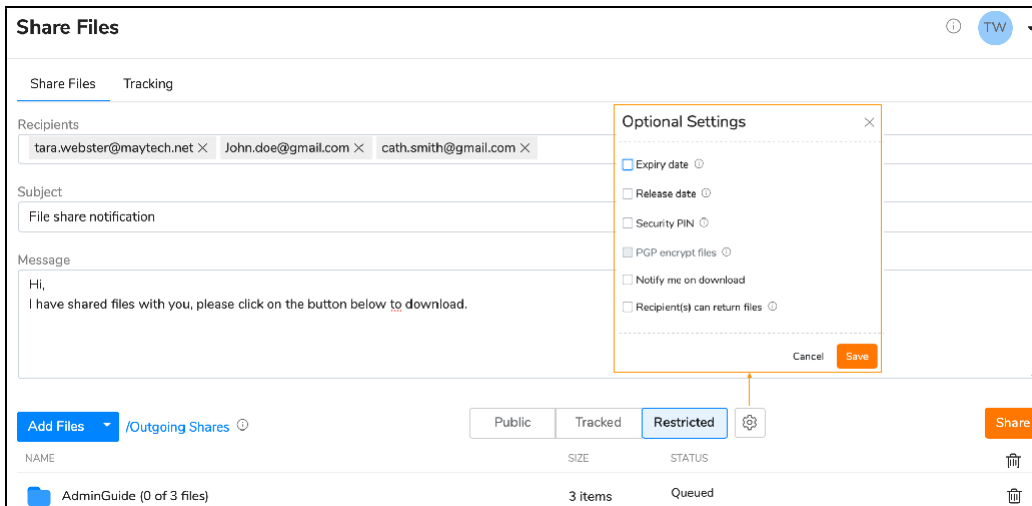 Share Files
TW
Share Files Tracking
Recipients
tara.webster@maytech.net John.doe@gmail.com cath.smith@gmail.com
Subject
File share notification
Message
Hi,
I have shared files with you, please click on the button below to download.
Optional Settings
Expiry date
Release date
Security PIN
PGP encrypt files
Notify me on download
Recipient(s) can return files
Cancel Save
Add Files /Outgoing Shares Public Tracked Restricted Share
NAME SIZE STATUS
AdminGuide (0 of 3 files) 3 items Queued